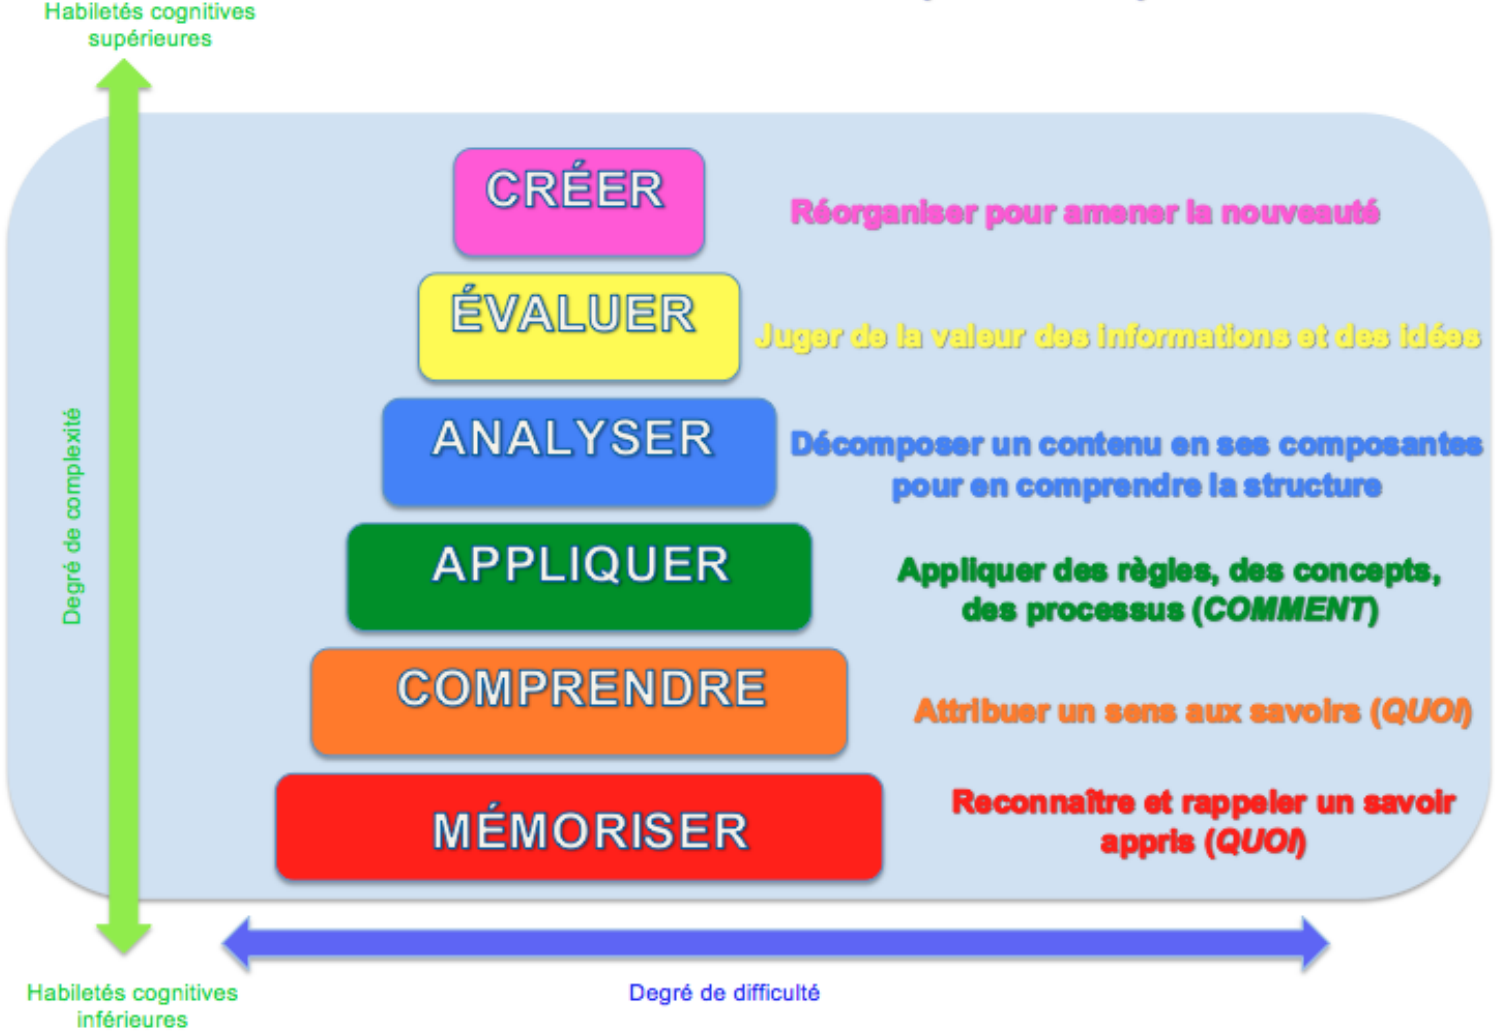 Habiletés cognitives
supérieures
CRÉER
Réorganiser pour amener la nouveauté
ÉVALUER
Juger de la valeur des informations et des idées
ANALYSER
Décomposer un contenu en ses composantes
pour en comprendre la structure
Degré de complexité
APPLIQUER
Appliquer des règles, des concepts,
des processus (COMMENT)
COMPRENDRE
Attribuer un sens aux savoirs (QUOI)
MÉMORISER
Reconnaître et rappeler un savoir
appris (QUOI)
Habiletés cognitives
inférieures
Degré de difficulté